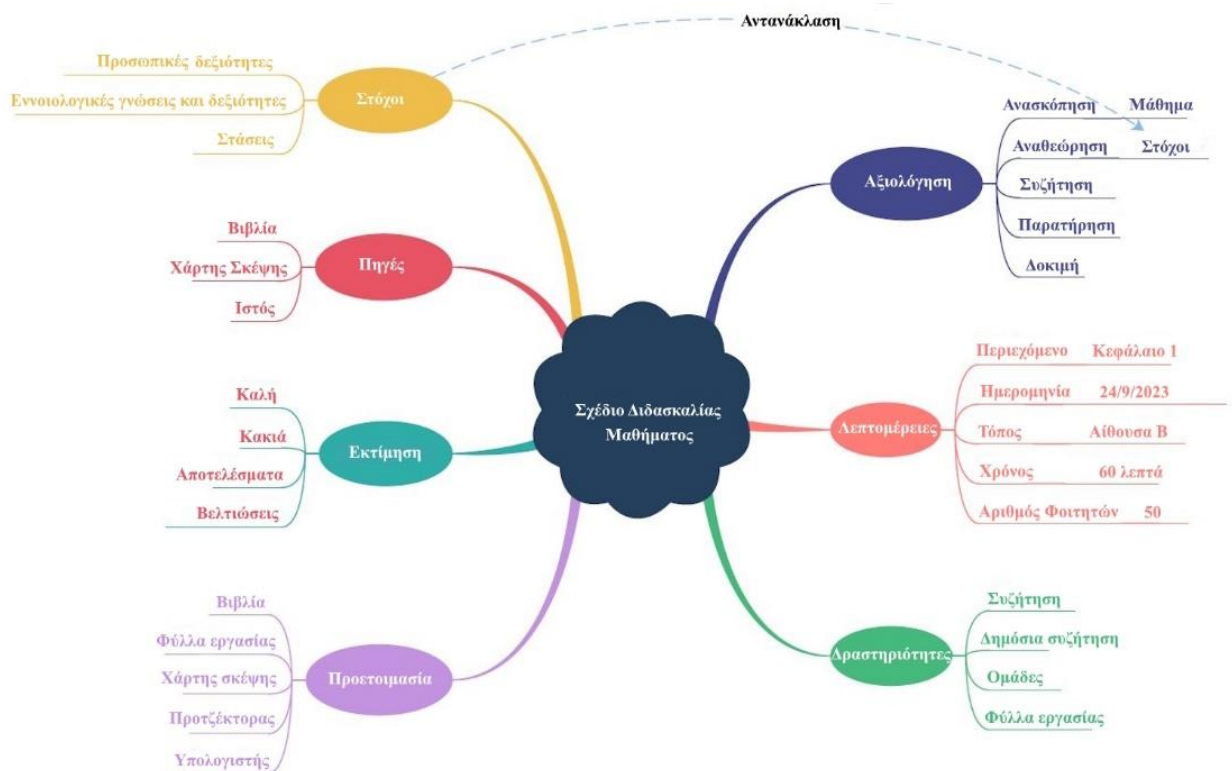 Αντανάκλαση
Προσωπικές δεξιότητες
Εννοιολογικές γνώσεις και δεξιότητες
Στάσεις
Στόχοι
Βιβλία
Χάρτης Σκέψης
Ιστός
Πηγές
Καλή
Κακιά
Αποτελέσματα
Βελτιώσεις
Εκτίμηση
Βιβλία
Φύλλα εργασίας
Χάρτης σκέψης
Προτζέκτορας
Υπολογιστής
Προετοιμασία
Σχέδιο Διδασκαλίας
Μαθήματος
Αξιολόγηση
Ανασκόπηση Μάθημα
Αναθεώρηση Στόχοι
Συζήτηση
Παρατήρηση
Δοκιμή
Λεπτομέρειες
Περιεχόμενο Κεφάλαιο 1
Ημερομηνία 24/9/2023
Τόπος Αίθουσα Β
Χρόνος 60 λεπτά
Αριθμός Φοιτητών 50
Δραστηριότητες
Συζήτηση
Δημόσια συζήτηση
Ομάδες
Φύλλα εργασίας